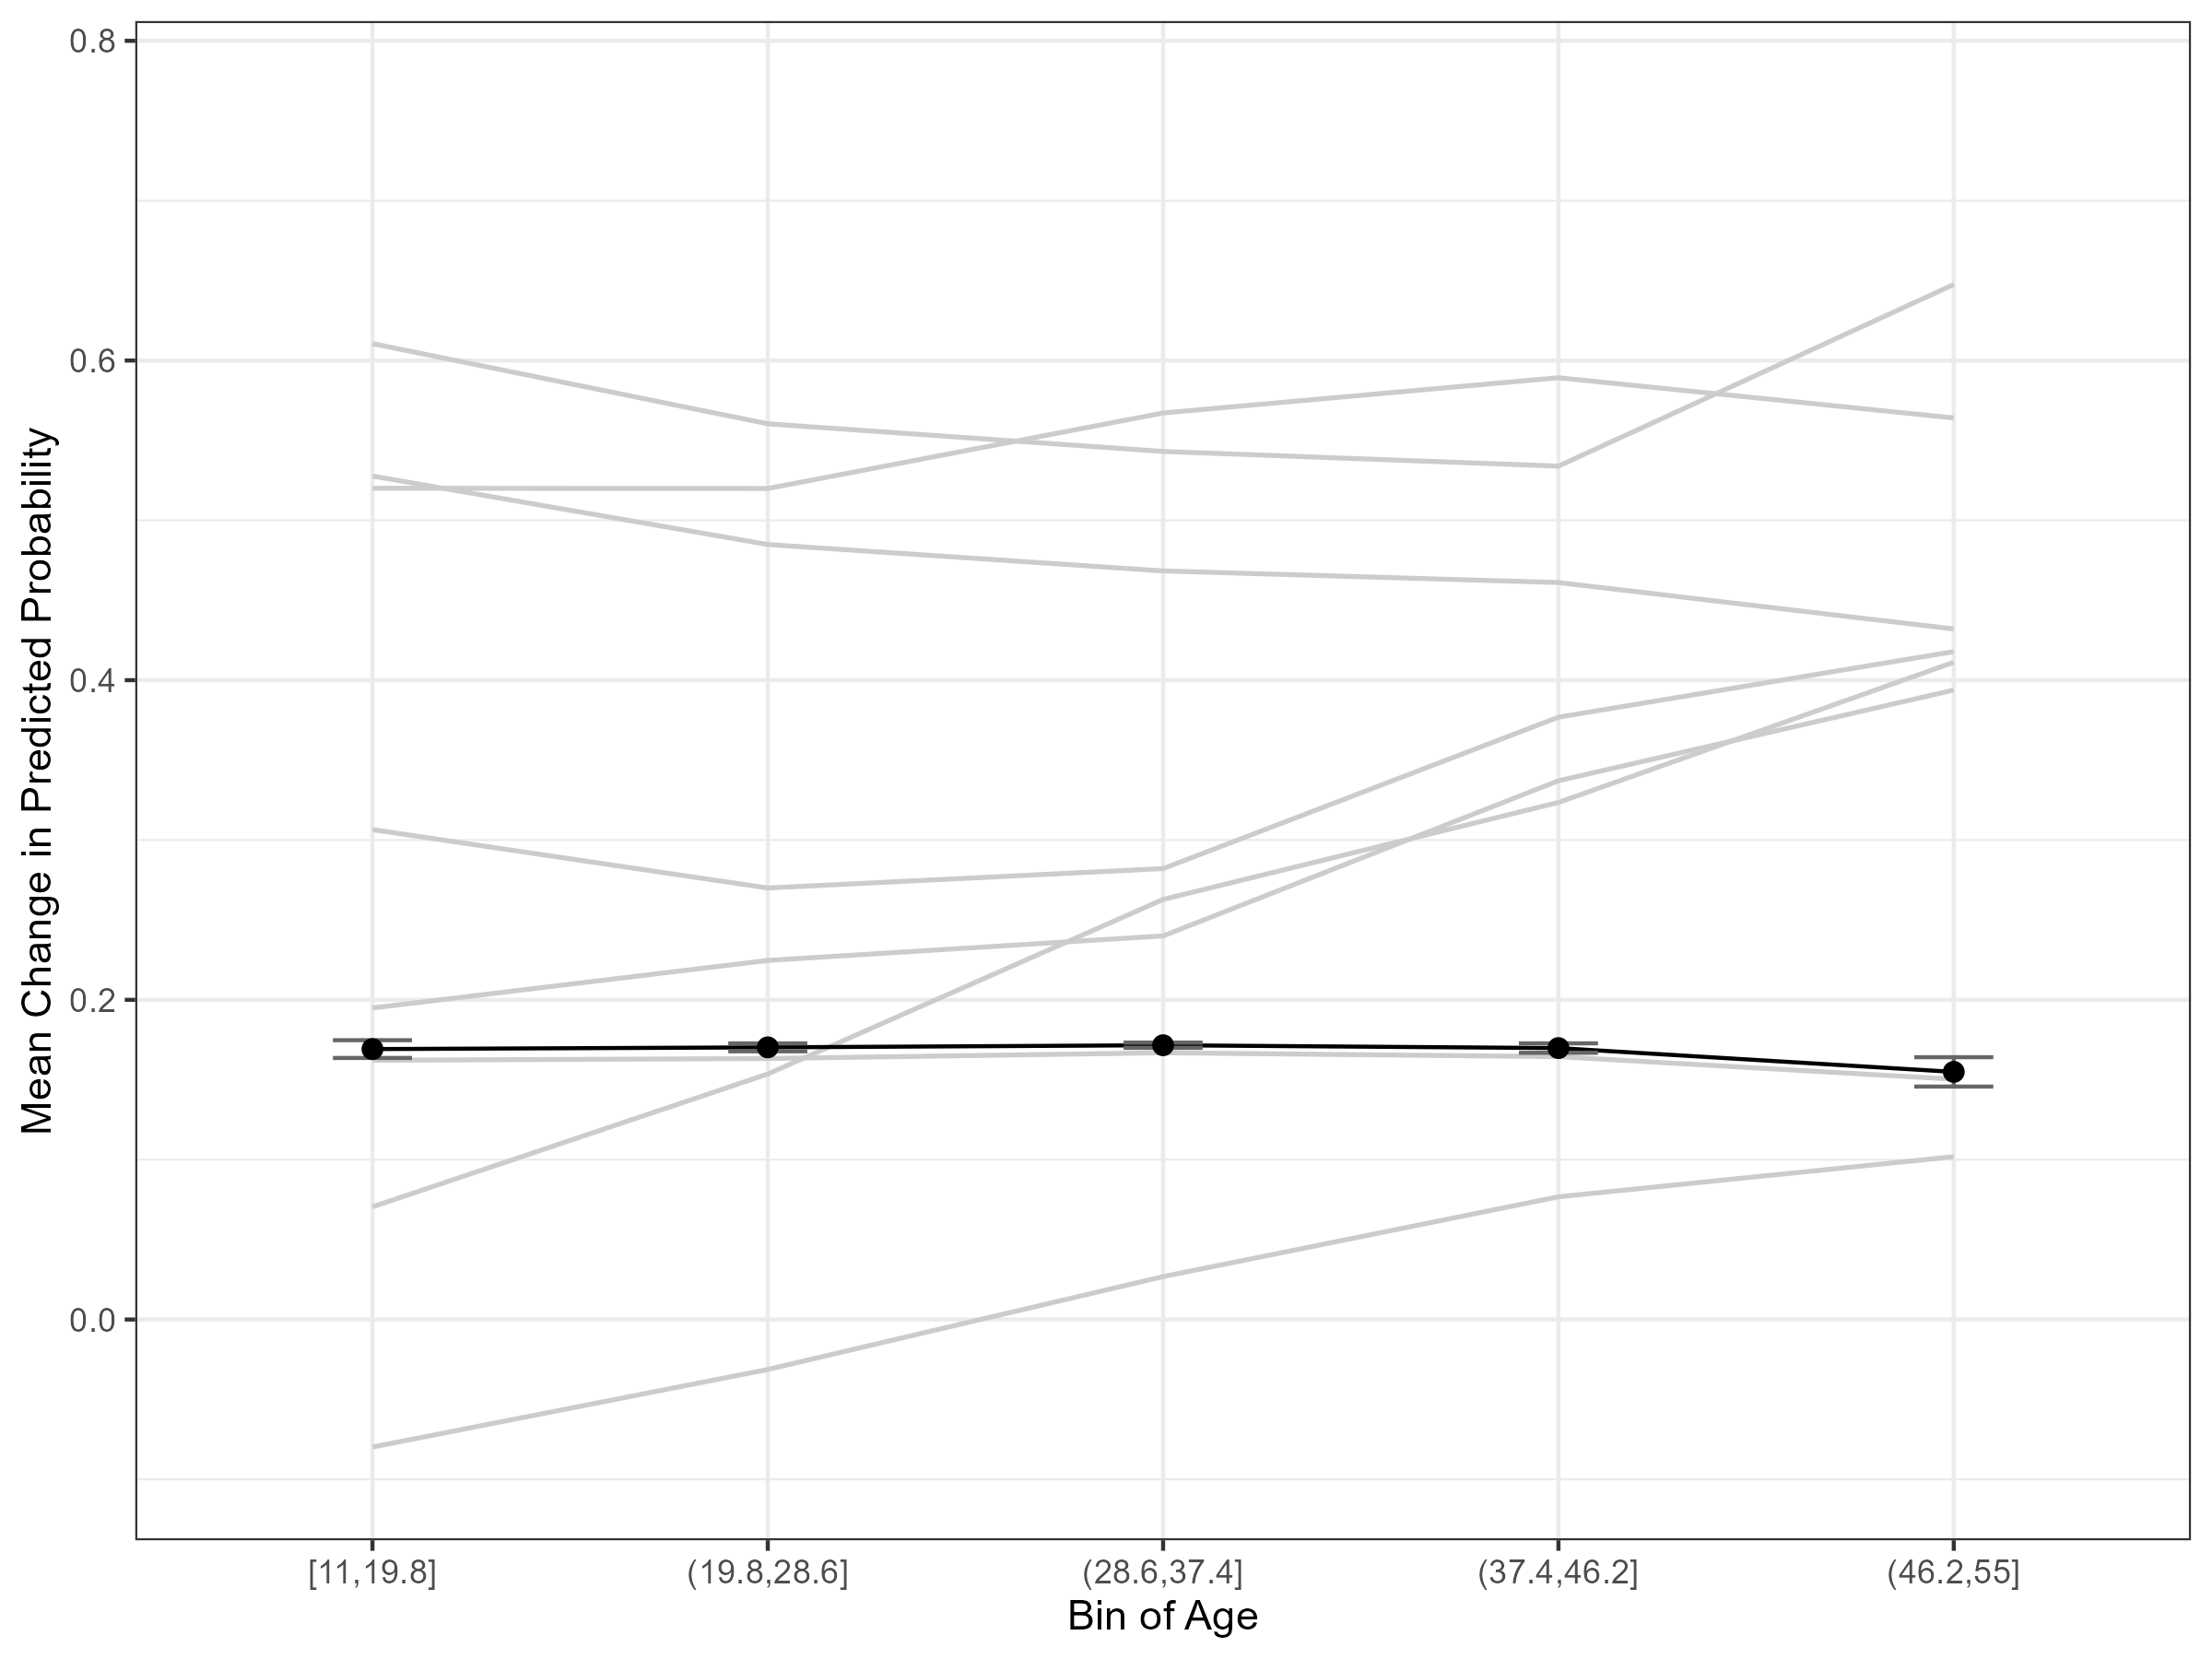 Mean Change in Predicted Probability
0.8
0.6
0.4
0.2
0.0
[11,19.8] (19.8,28.6] (28.6,37.4] (37.4,46.2] (46.2,55]
Bin of Age